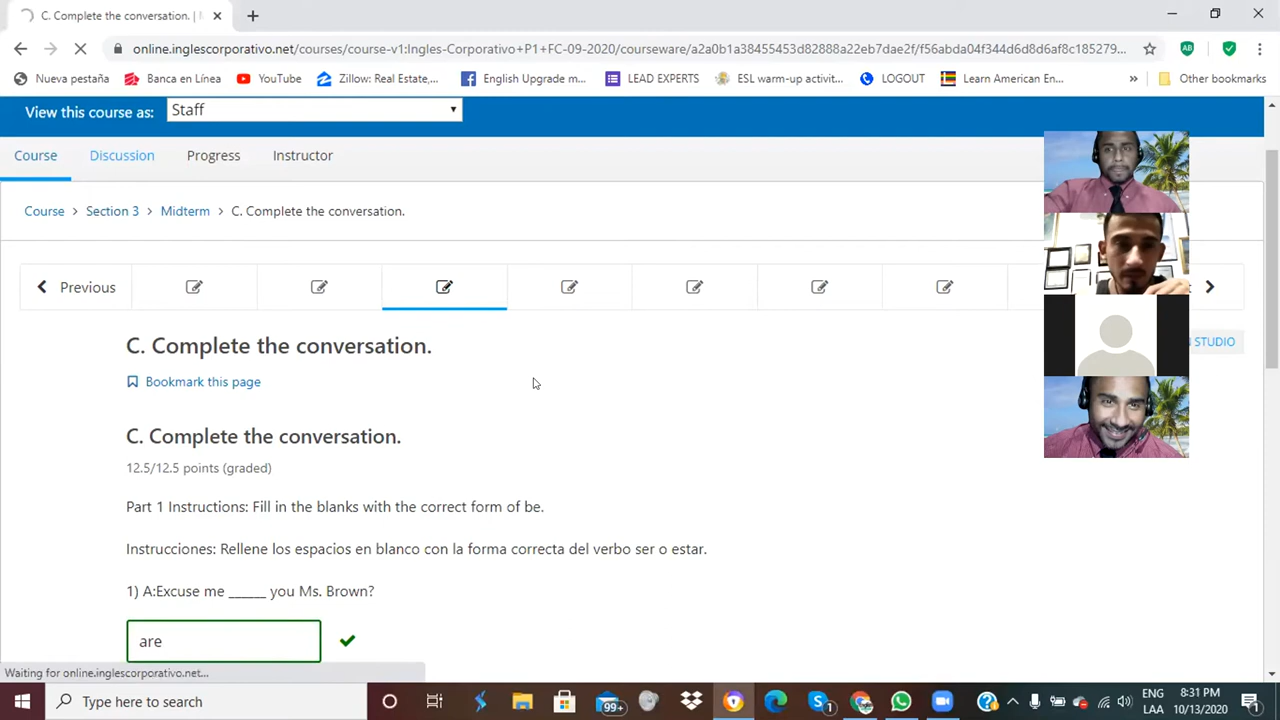 C. Complete the conversation. |
online.inglescorporativo.net/courses/course-v1:Ingles-Corporativo+P1+FC-09-2020/courseware/a2a0b1a38455453d82888a22eb7dae2f/f56abda04f344d6d8d6af8c185279...
Nueva pestaña Banca en Línea YouTube Zillow: Real Estate,... English Upgrade m... LEAD EXPERTS ESL warm-up activit... LOGOUT Learn American En... » Other bookmarks
View this course as: Staff
Course Discussion Progress Instructor
Course > Section 3 > Midterm > C. Complete the conversation.
Previous
N STUDIO
C. Complete the conversation.
Bookmark this page
C. Complete the conversation.
12.5/12.5 points (graded)
Part 1 Instructions: Fill in the blanks with the correct form of be.
Instrucciones: Rellene los espacios en blanco con la forma correcta del verbo ser o estar.
1) A:Excuse me ______ you Ms. Brown?
are
Waiting for online.inglescorporativo.net...
Type here to search 99+ 1 ENG 8:31 PM
LAA 10/13/2020 1